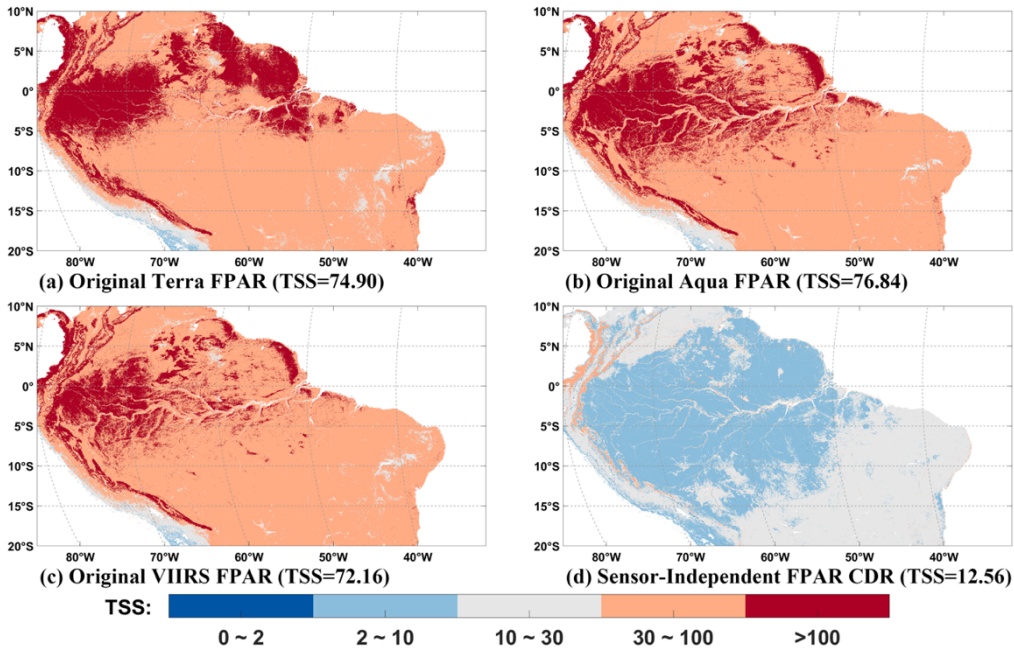 10°N
5°N
0°
5°S
10°S
15°S
20°S
80°W 70°W 60°W 50°W 40°W
(a) Original Terra FPAR (TSS=74.90)
10°N
5°N
0°
5°S
10°S
15°S
20°S
80°W 70°W 60°W 50°W 40°W
(b) Original Aqua FPAR (TSS=76.84)
10°N
5°N
0°
5°S
10°S
15°S
20°S
80°W 70°W 60°W 50°W 40°W
(c) Original VIIRS FPAR (TSS=72.16)
10°N
5°N
0°
5°S
10°S
15°S
20°S
80°W 70°W 60°W 50°W 40°W
(d) Sensor-Independent FPAR CDR (TSS=12.56)
TSS:
0 ~ 2 2 ~ 10 10 ~ 30 30 ~ 100 >100